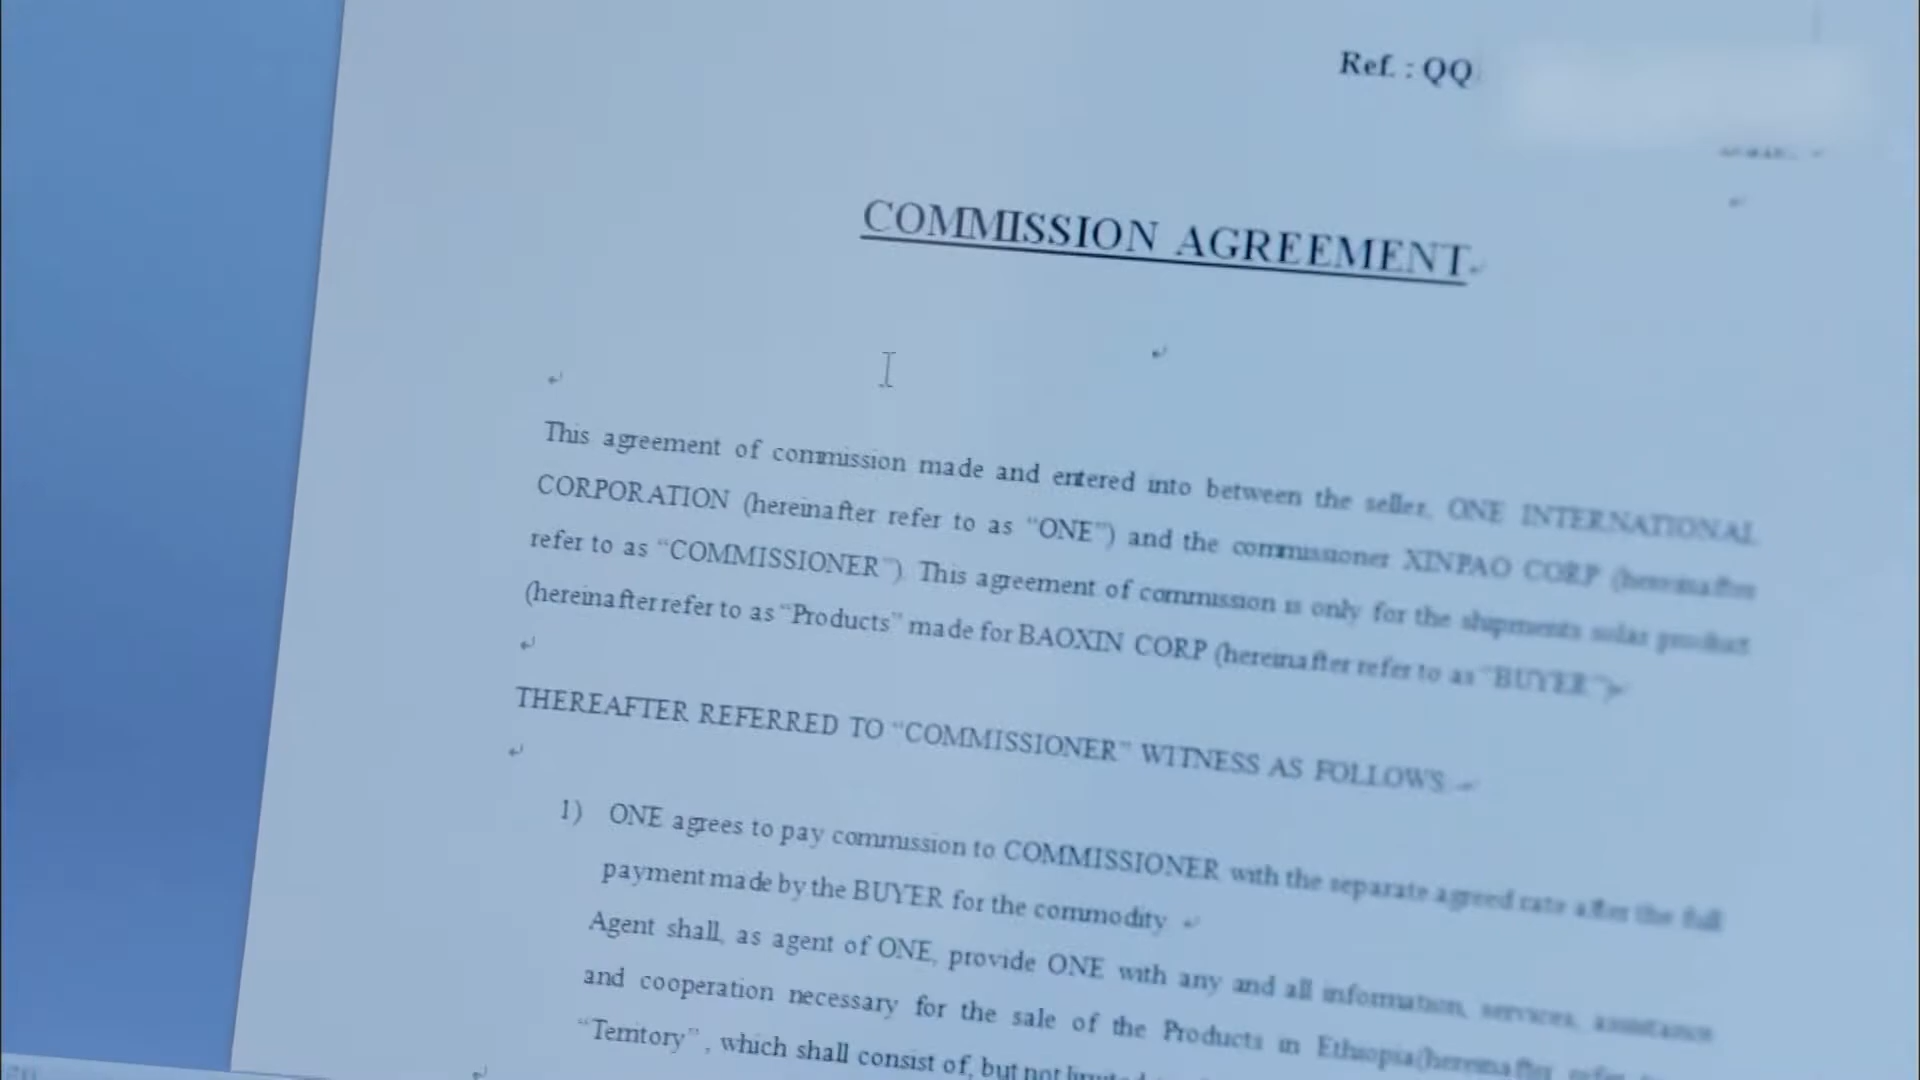 Ref. : QQ
COMMISSION AGREEMENT
This agreement of commission made and entered into between the seller, ONE INTERNATIONAL
CORPORATION (hereinafter refer to as “ONE”) and the commissioner XINPAO CORP (hereinafter
refer to as “COMMISSIONER”) This agreement of commission is only for the shipments solar product
(hereinafter refer to as “Products” made for BAOXIN CORP (hereinafter refer to as “BUYER”)
THEREAFTER REFERRED TO “COMMISSIONER” WITNESS AS FOLLOWS
1) ONE agrees to pay commission to COMMISSIONER with the separate agreed rate after the full
payment made by the BUYER for the commodity
Agent shall, as agent of ONE, provide ONE with any and all information, services, assistance
and cooperation necessary for the sale of the Products in Ethiopia(hereinafter refer
“Territory”, which shall consist of, but not